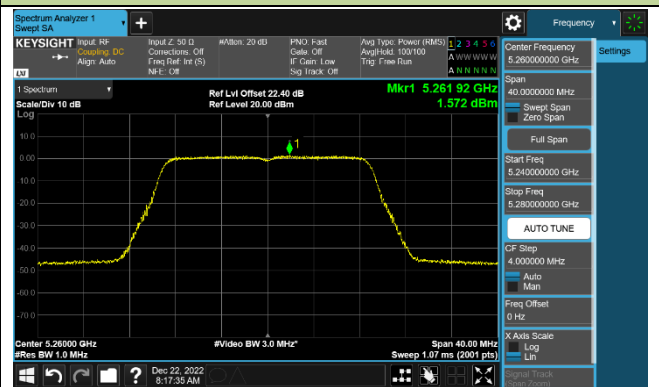 Spectrum Analyzer 1
Swept SA
Frequency
KEYSIGHT
Input: RF
Coupling: DC
Align: Auto
Input Z: 50 Ω
Corrections: Off
Freq Ref: Int (S)
NFE: Off
#Atten: 20 dB
PNO: Fast
Gate: Off
IF Gain: Low
Sig Track: Off
Avg Type: Power (RMS)
Avg|Hold: 100/100
Trig: Free Run
1 2 3 4 5 6
A W W W W W
A N N N N N
LXI
1 Spectrum
Scale/Div 10 dB
Log
Ref Lvl Offset 22.40 dB
Ref Level 20.00 dBm
Mkr1 5.261 92 GHz
1.572 dBm
1
10.0
0.00
-10.0
-20.0
-30.0
-40.0
-50.0
-60.0
-70.0
Center 5.26000 GHz
#Res BW 1.0 MHz
#Video BW 3.0 MHz*
Span 40.00 MHz
Sweep 1.07 ms (2001 pts)
Dec 22, 2022
8:17:35 AM
Center Frequency
5.260000000 GHz
Settings
Span
40.0000000 MHz
Swept Span
Zero Span
Full Span
Start Freq
5.240000000 GHz
Stop Freq
5.280000000 GHz
AUTO TUNE
CF Step
4.000000 MHz
Auto
Man
Freq Offset
0 Hz
X Axis Scale
Log
Lin
Signal Track
(Span Zoom)